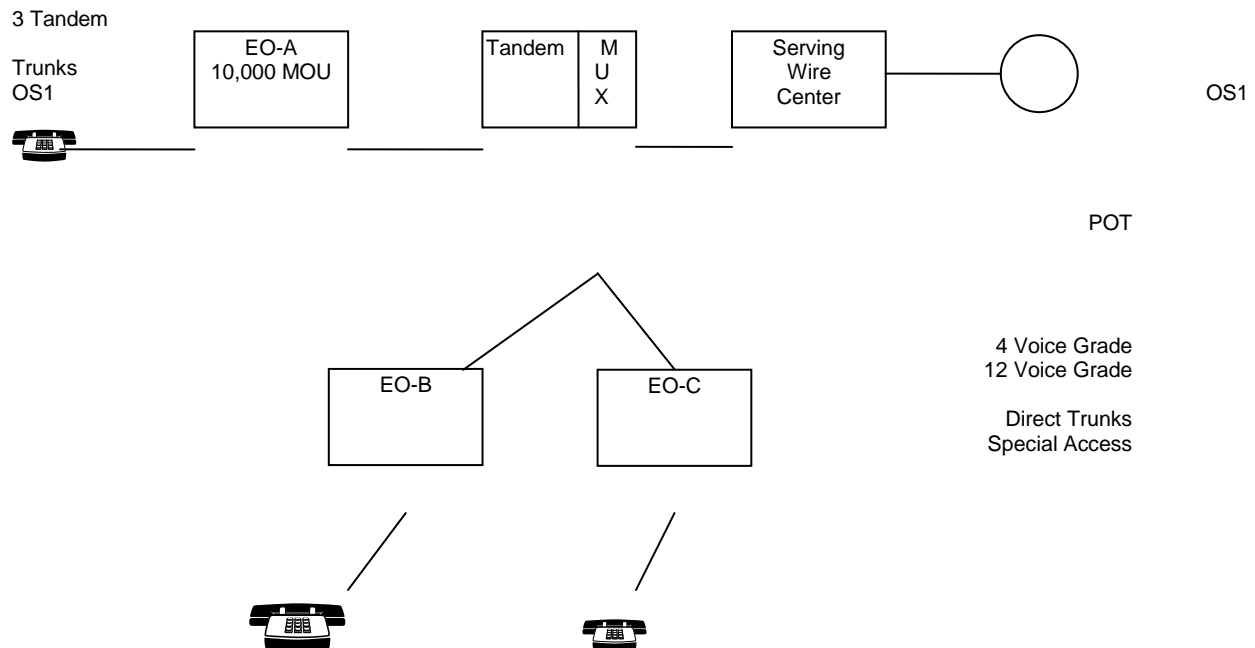 3 Tandem
Trunks
OS1
EO-A
10,000 MOU
Tandem
M
U
X
Serving
Wire
Center
OS1
POT
4 Voice Grade
12 Voice Grade
Direct Trunks
Special Access
EO-B
EO-C